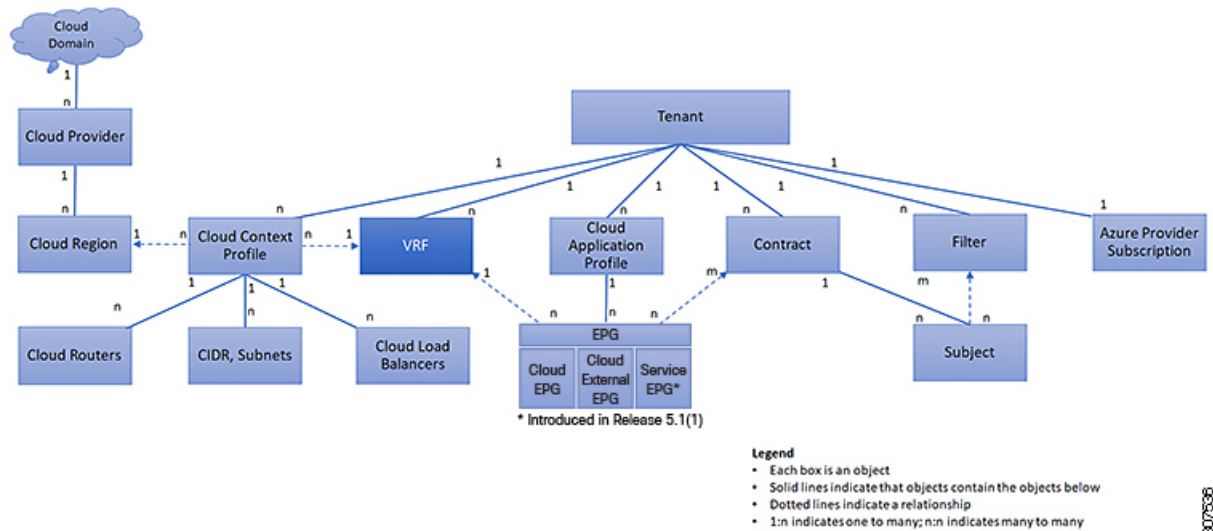 Cloud
Domain
1
n
Cloud Provider
1
n
Cloud Region
Tenant
1
1
1
1
1
1
n
n
n
n
n
1
1
n
Cloud Context
Profile
n
1
VRF
Cloud
Application
Profile
Contract
Filter
Azure Provider
Subscription
1
1
1
1
1
m
1
m
n
n
n
n
n
n
n
n
Cloud Routers
CIDR, Subnets
Cloud Load
Balancers
EPG
Cloud
EPG
Cloud
External
EPG
Service
EPG*
Subject
* Introduced in Release 5.1(1)
Legend
• Each box is an object
• Solid lines indicate that objects contain the objects below
• Dotted lines indicate a relationship
• 1:n indicates one to many; n:n indicates many to many
307536